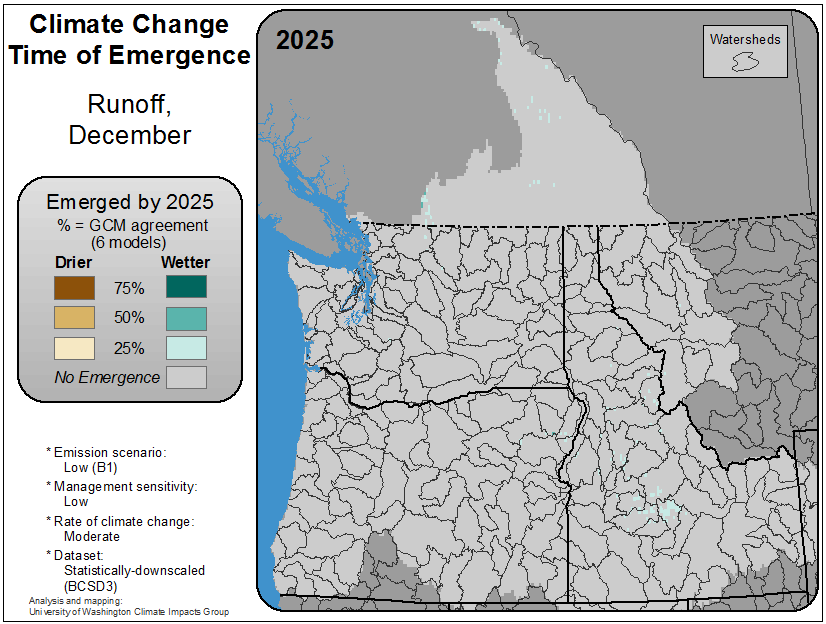 Climate Change
Time of Emergence
Runoff,
December
Emerged by 2025
% = GCM agreement
(6 models)
Drier Wetter
75%
50%
25%
No Emergence
* Emission scenario:
Low (B1)
* Management sensitivity:
Low
* Rate of climate change:
Moderate
* Dataset:
Statistically-downscaled
(BCSD3)
Analysis and mapping:
University of Washington Climate Impacts Group
2025
Watersheds